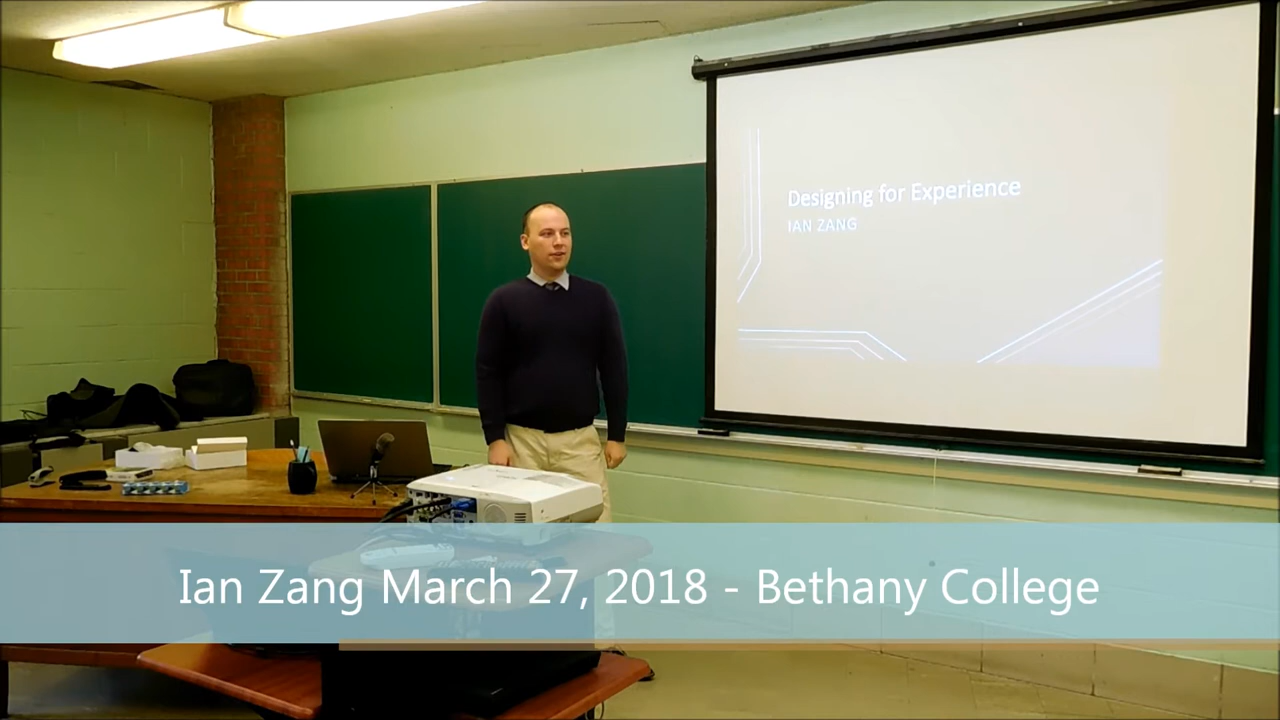 Designing for Experience
IAN ZANG
Ian Zang March 27, 2018 - Bethany College